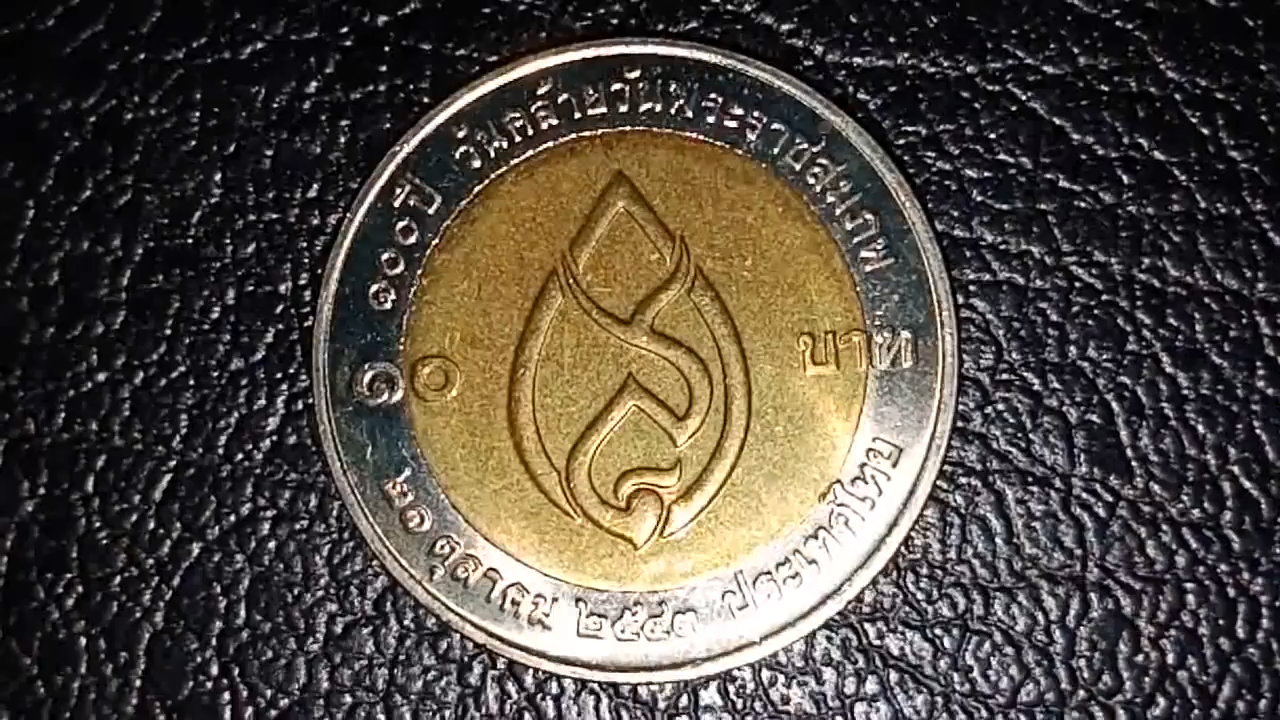 ๑๐๐ปี วันคล้ายวันพระราชสมภพ
๑๐ บาท
๒๑ ตุลาคม ๒๕๔๓ ประเทศไทย